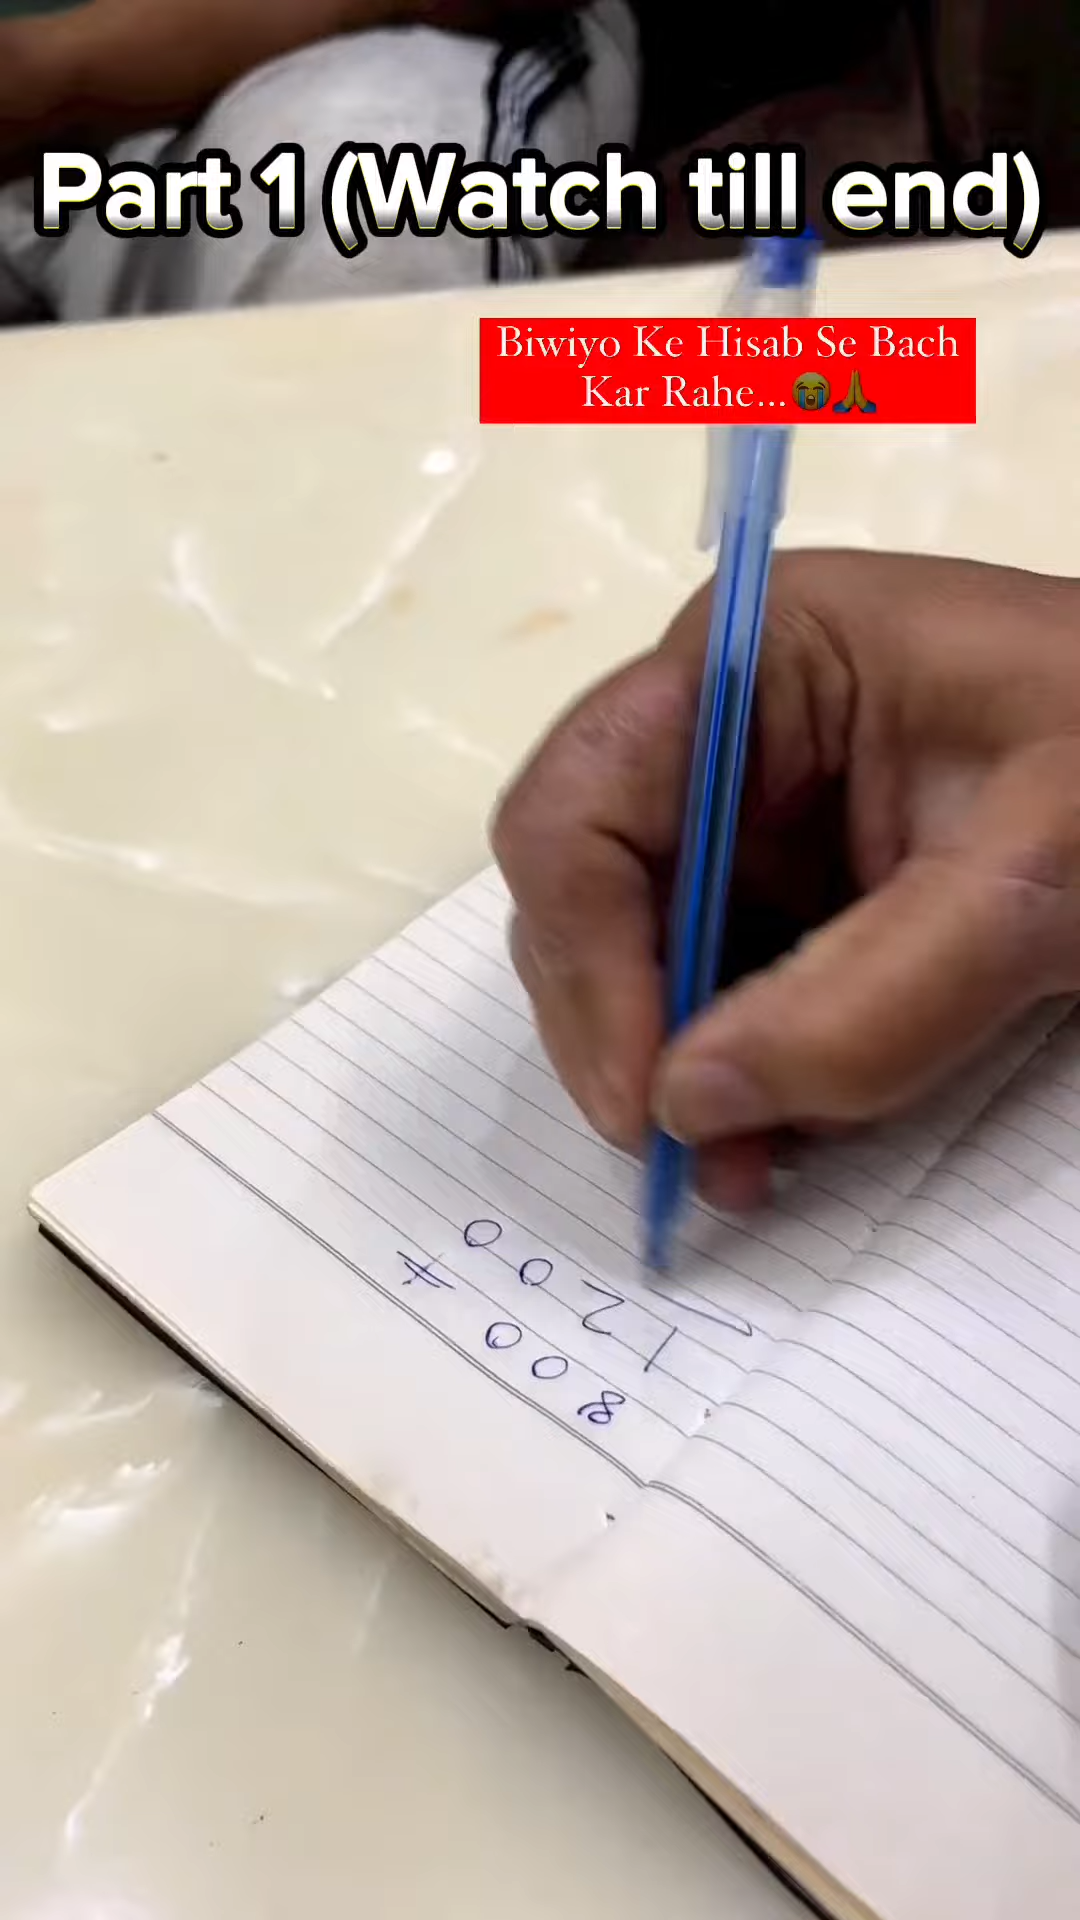 Part 1 (Watch till end)
Biwiyo Ke Hisab Se Bach
Kar Rahe...😭🙏
800
1200